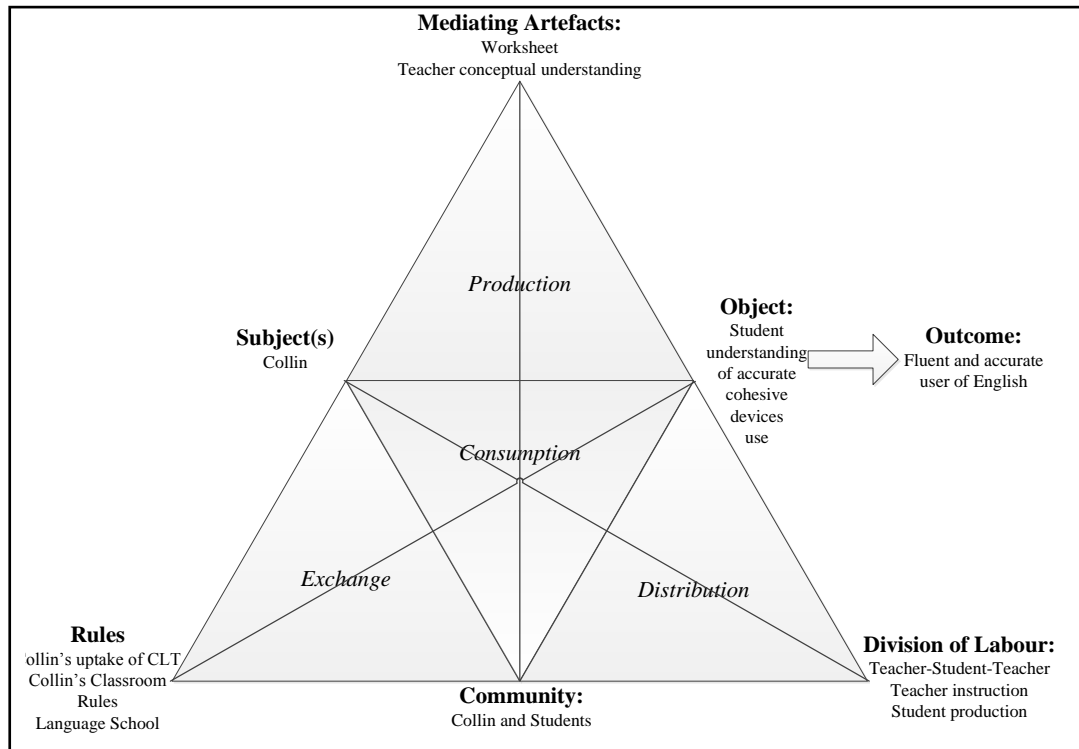 Mediating Artefacts:
Worksheet
Teacher conceptual understanding
Production
Subject(s)
Collin
Object:
Student
understanding
of accurate
cohesive
devices
use
Outcome:
Fluent and accurate
user of English
Consumption
Exchange
Distribution
Rules
ollin's uptake of CLT
Collin's Classroom
Rules
Language School
Community:
Collin and Students
Division of Labour:
Teacher-Student-Teacher
Teacher instruction
Student production